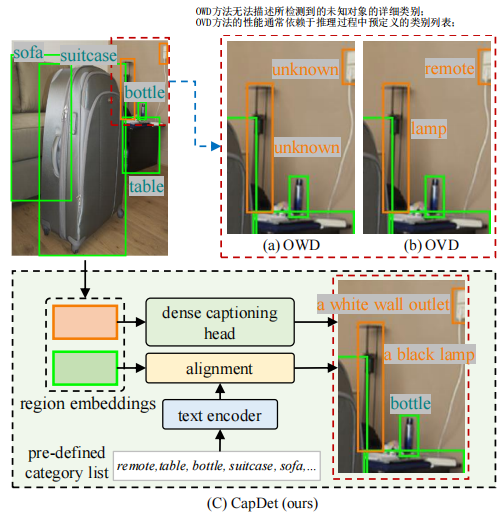 OWD方法无法描述所检测到的未知对象的详细类别;
OVD方法的性能通常依赖于推理过程中预定义的类别列表;
sofa
suitcase
bottle
table
unknown
unknown
(a) OWD
remote
lamp
(b) OVD
region embeddings
dense captioning
head
alignment
text encoder
pre-defined
category list
remote,table, bottle, suitcase, sofa,...
a white wall outlet
a black lamp
bottle
(C) CapDet (ours)